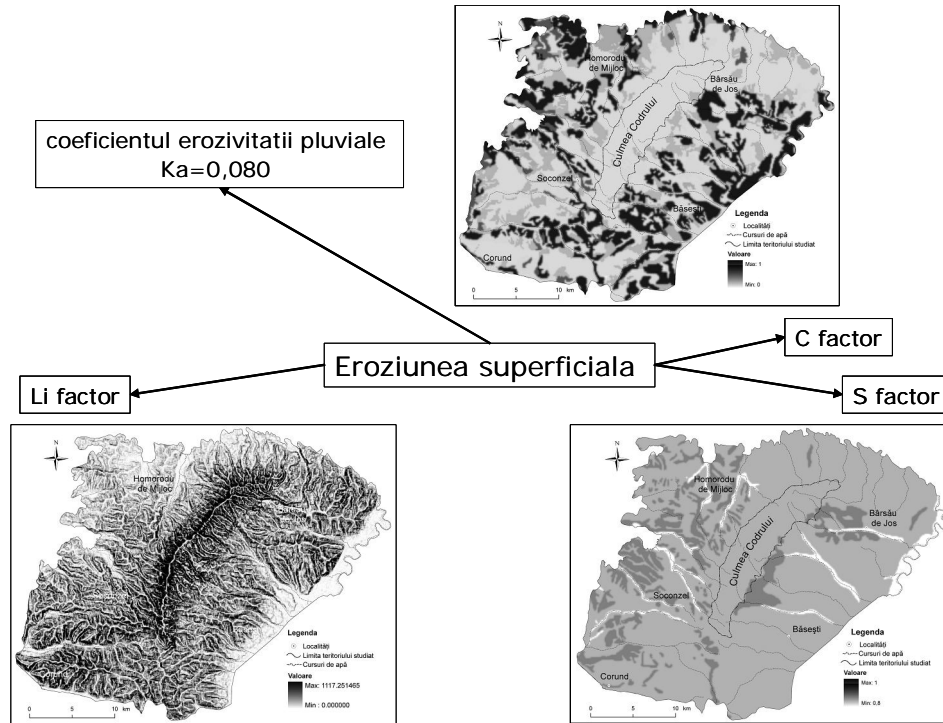 N
Homorodu
de Mijloc
Bârsău
de Jos
Culmea Codrului
Soconzel
Băsești
Corund
Legenda
Localități
Cursuri de apă
Limita teritoriului studiat
Valoare
Max: 1
Min: 0
0 5 10 km
coeficientul erozivitatii pluviale
Ka=0,080
C factor
Eroziunea superficiala
Li factor
S factor
N
Homorodu
de Mijloc
Corund
Legenda
Localități
Cursuri de apă
Limita teritoriului studiat
Valoare
Max: 1117.251465
Min : 0.000000
0 5 10 km
N
Homorodu
de Mijloc
Bârsău
de Jos
Culmea Codrului
Soconzel
Băsești
Corund
Legenda
Localități
Cursuri de apă
Limita teritoriului studiat
Valoare
Max: 1
Min: 0.8
0 5 10 km